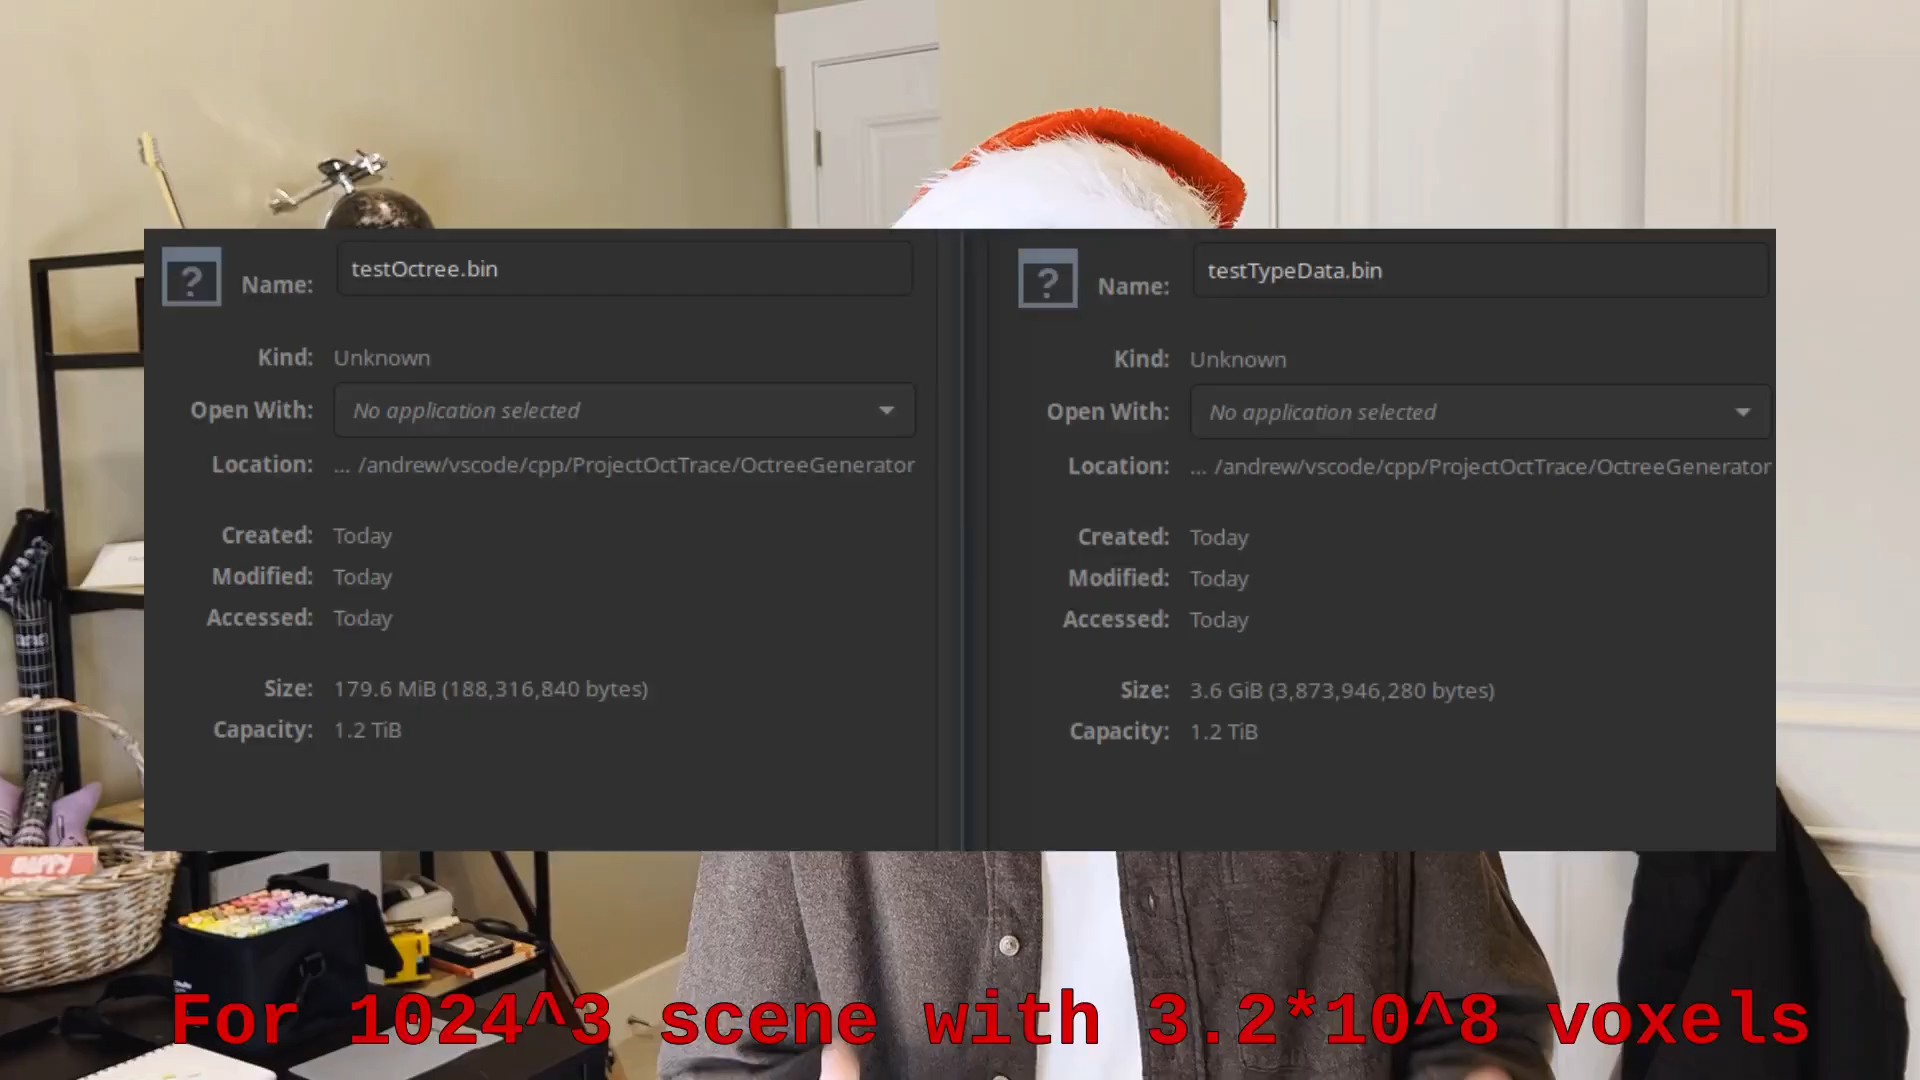 ? Name: testOctree.bin
Kind: Unknown
Open With: No application selected
Location: ... /andrew/vscode/cpp/ProjectOctTrace/OctreeGenerator
Created: Today
Modified: Today
Accessed: Today
Size: 179.6 MiB (188,316,840 bytes)
Capacity: 1.2 TiB
? Name: testTypeData.bin
Kind: Unknown
Open With: No application selected
Location: ... /andrew/vscode/cpp/ProjectOctTrace/OctreeGenerator
Created: Today
Modified: Today
Accessed: Today
Size: 3.6 GiB (3,873,946,280 bytes)
Capacity: 1.2 TiB
HAPPY
For 1024^3 scene with 3.2*10^8 voxels